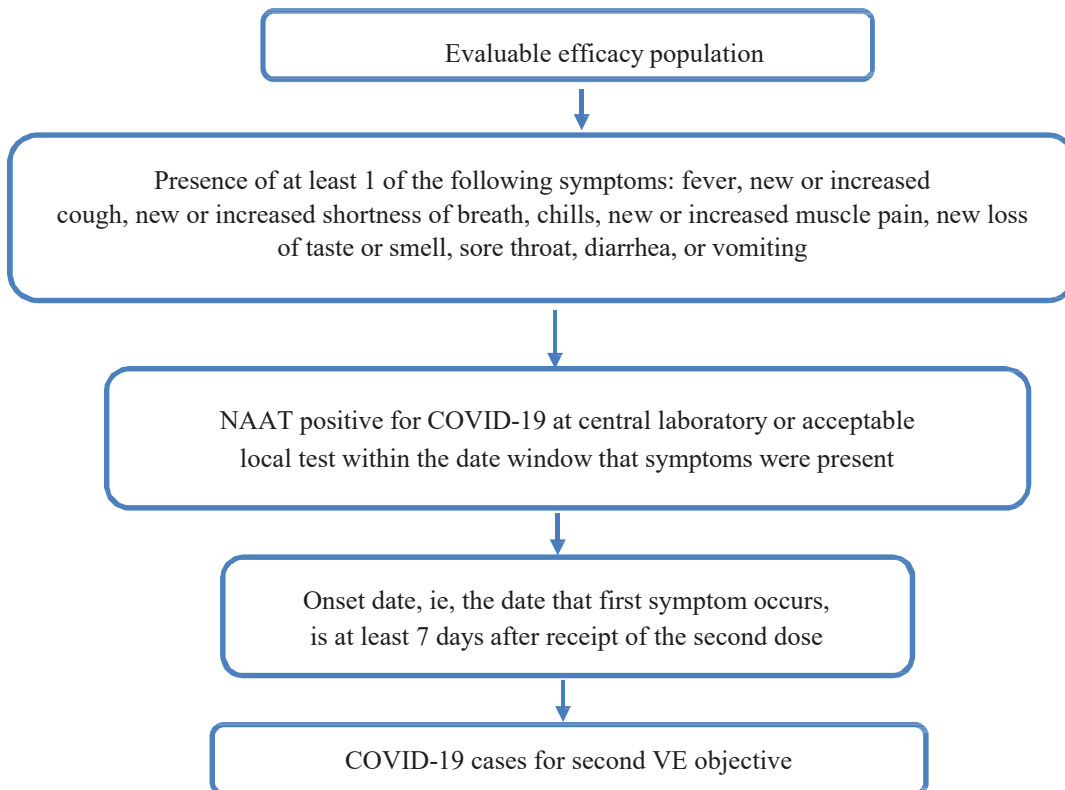 Evaluable efficacy population
Presence of at least 1 of the following symptoms: fever, new or increased
cough, new or increased shortness of breath, chills, new or increased muscle pain, new loss
of taste or smell, sore throat, diarrhea, or vomiting
NAAT positive for COVID-19 at central laboratory or acceptable
local test within the date window that symptoms were present
Onset date, ie, the date that first symptom occurs,
is at least 7 days after receipt of the second dose
COVID-19 cases for second VE objective